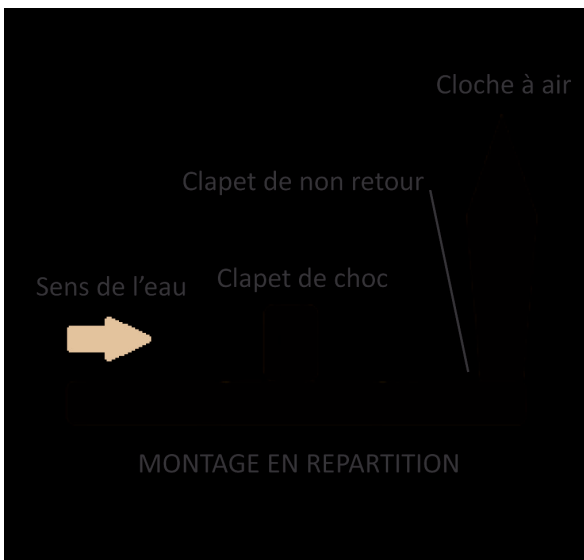 Cloche à air
Clapet de non retour
Sens de l’eau
Clapet de choc
MONTAGE EN REPARTITION